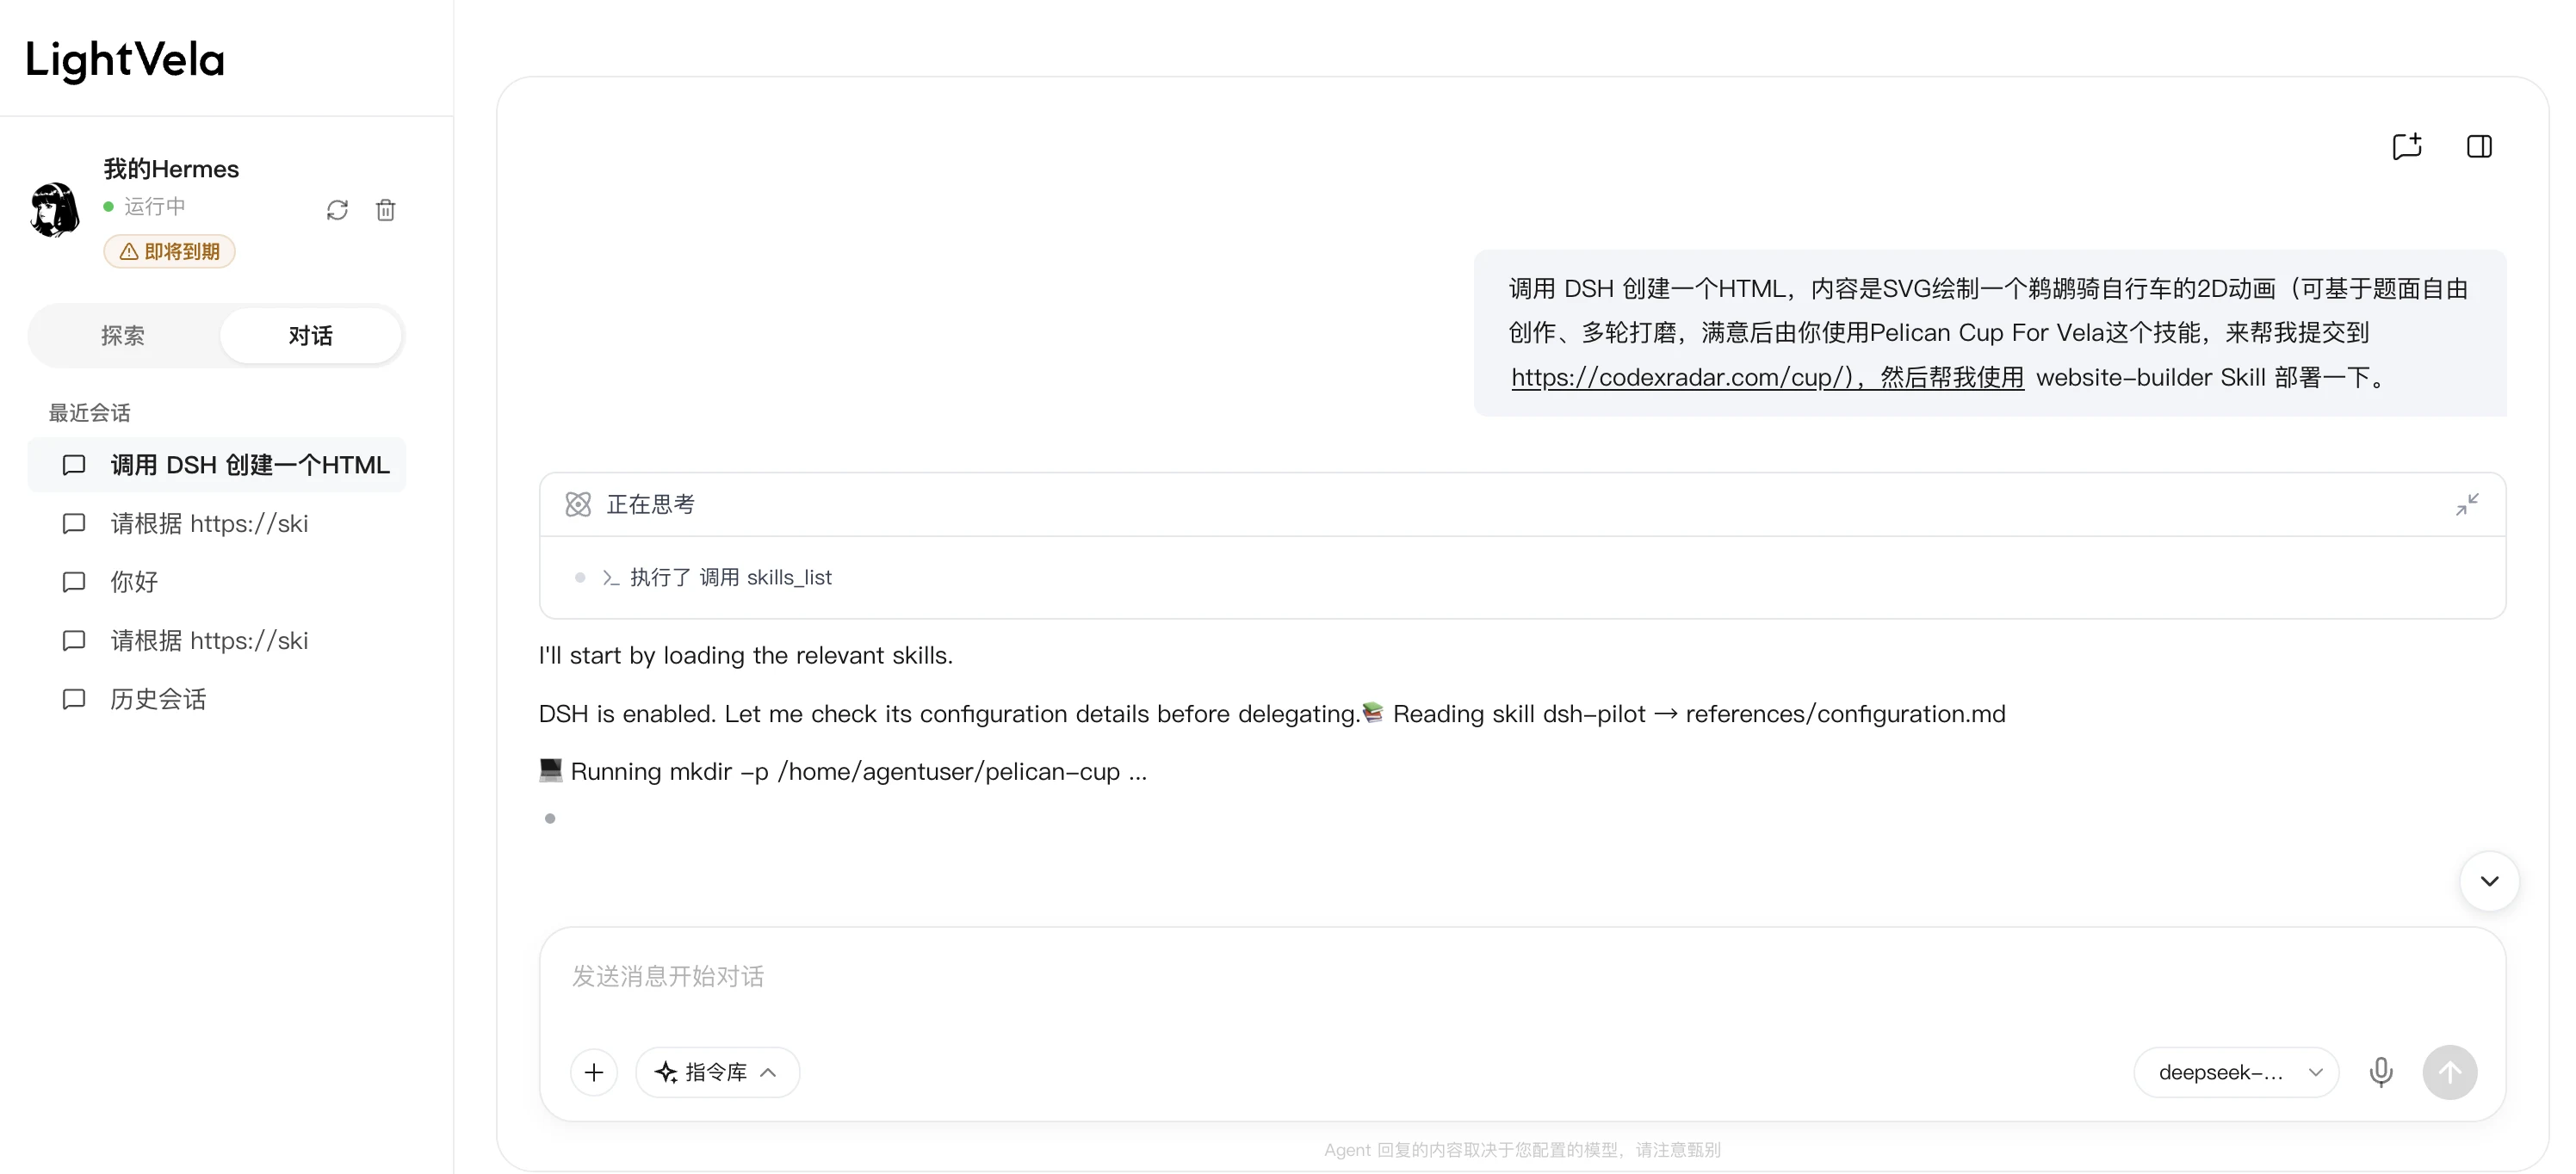 LightVela
我的Hermes
运行中
即将到期
探索
对话
最近会话
调用 DSH 创建一个HTML
请根据 https://ski
你好
请根据 https://ski
历史会话
调用 DSH 创建一个HTML，内容是SVG绘制一个鹈鹕骑自行车的2D动画（可基于题面自由
创作、多轮打磨，满意后由你使用Pelican Cup For Vela这个技能，来帮我提交到
https://codexradar.com/cup/)，然后帮我使用 website-builder Skill 部署一下。
正在思考
执行了 调用 skills_list
I'll start by loading the relevant skills.
DSH is enabled. Let me check its configuration details before delegating.📚 Reading skill dsh-pilot → references/configuration.md
💻 Running mkdir -p /home/agentuser/pelican-cup ...
发送消息开始对话
指令库
deepseek-...
Agent 回复的内容取决于您配置的模型，请注意甄别